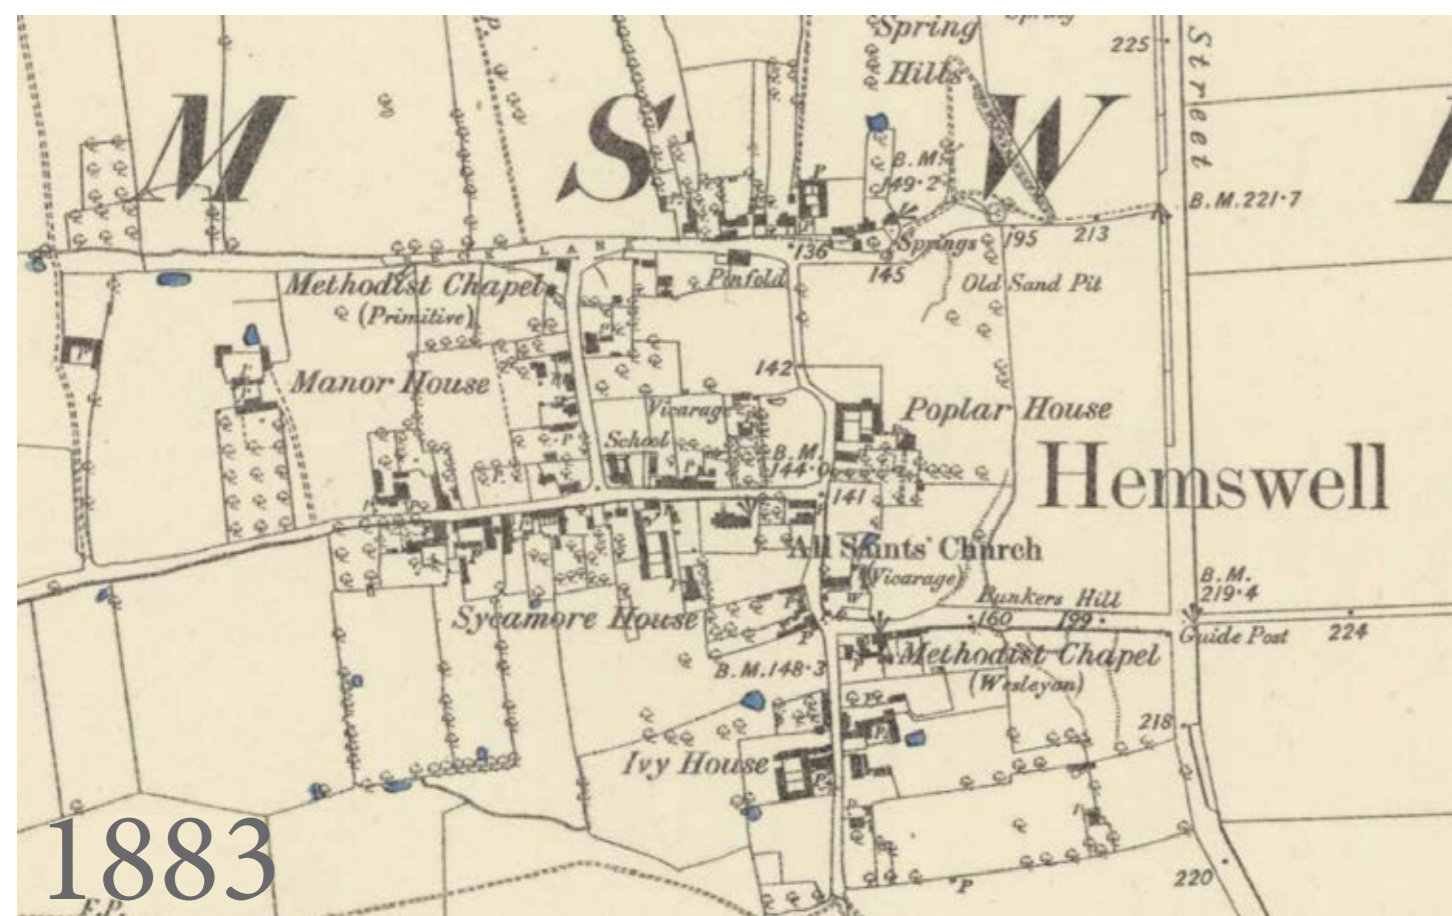 Spring
Hills
Spring
225
Street
M S W
B.M.
149·2
P
B.M.221·7
LANE
136
Springs
195
213
145
Methodist Chapel
(Primitive)
Pinfold
Old Sand Pit
P
Manor House
142
Vicarage
Poplar House
School
P
B.M.
144·0
141
Hemswell
All Saints' Church
(Vicarage)
W
B.M.
219·4
Sycamore House
Bunkers Hill
160
199
Guide Post
224
P
P
B.M.148·3
Methodist Chapel
(Wesleyan)
218
Ivy House
P
P
1883
220
P
F.P.